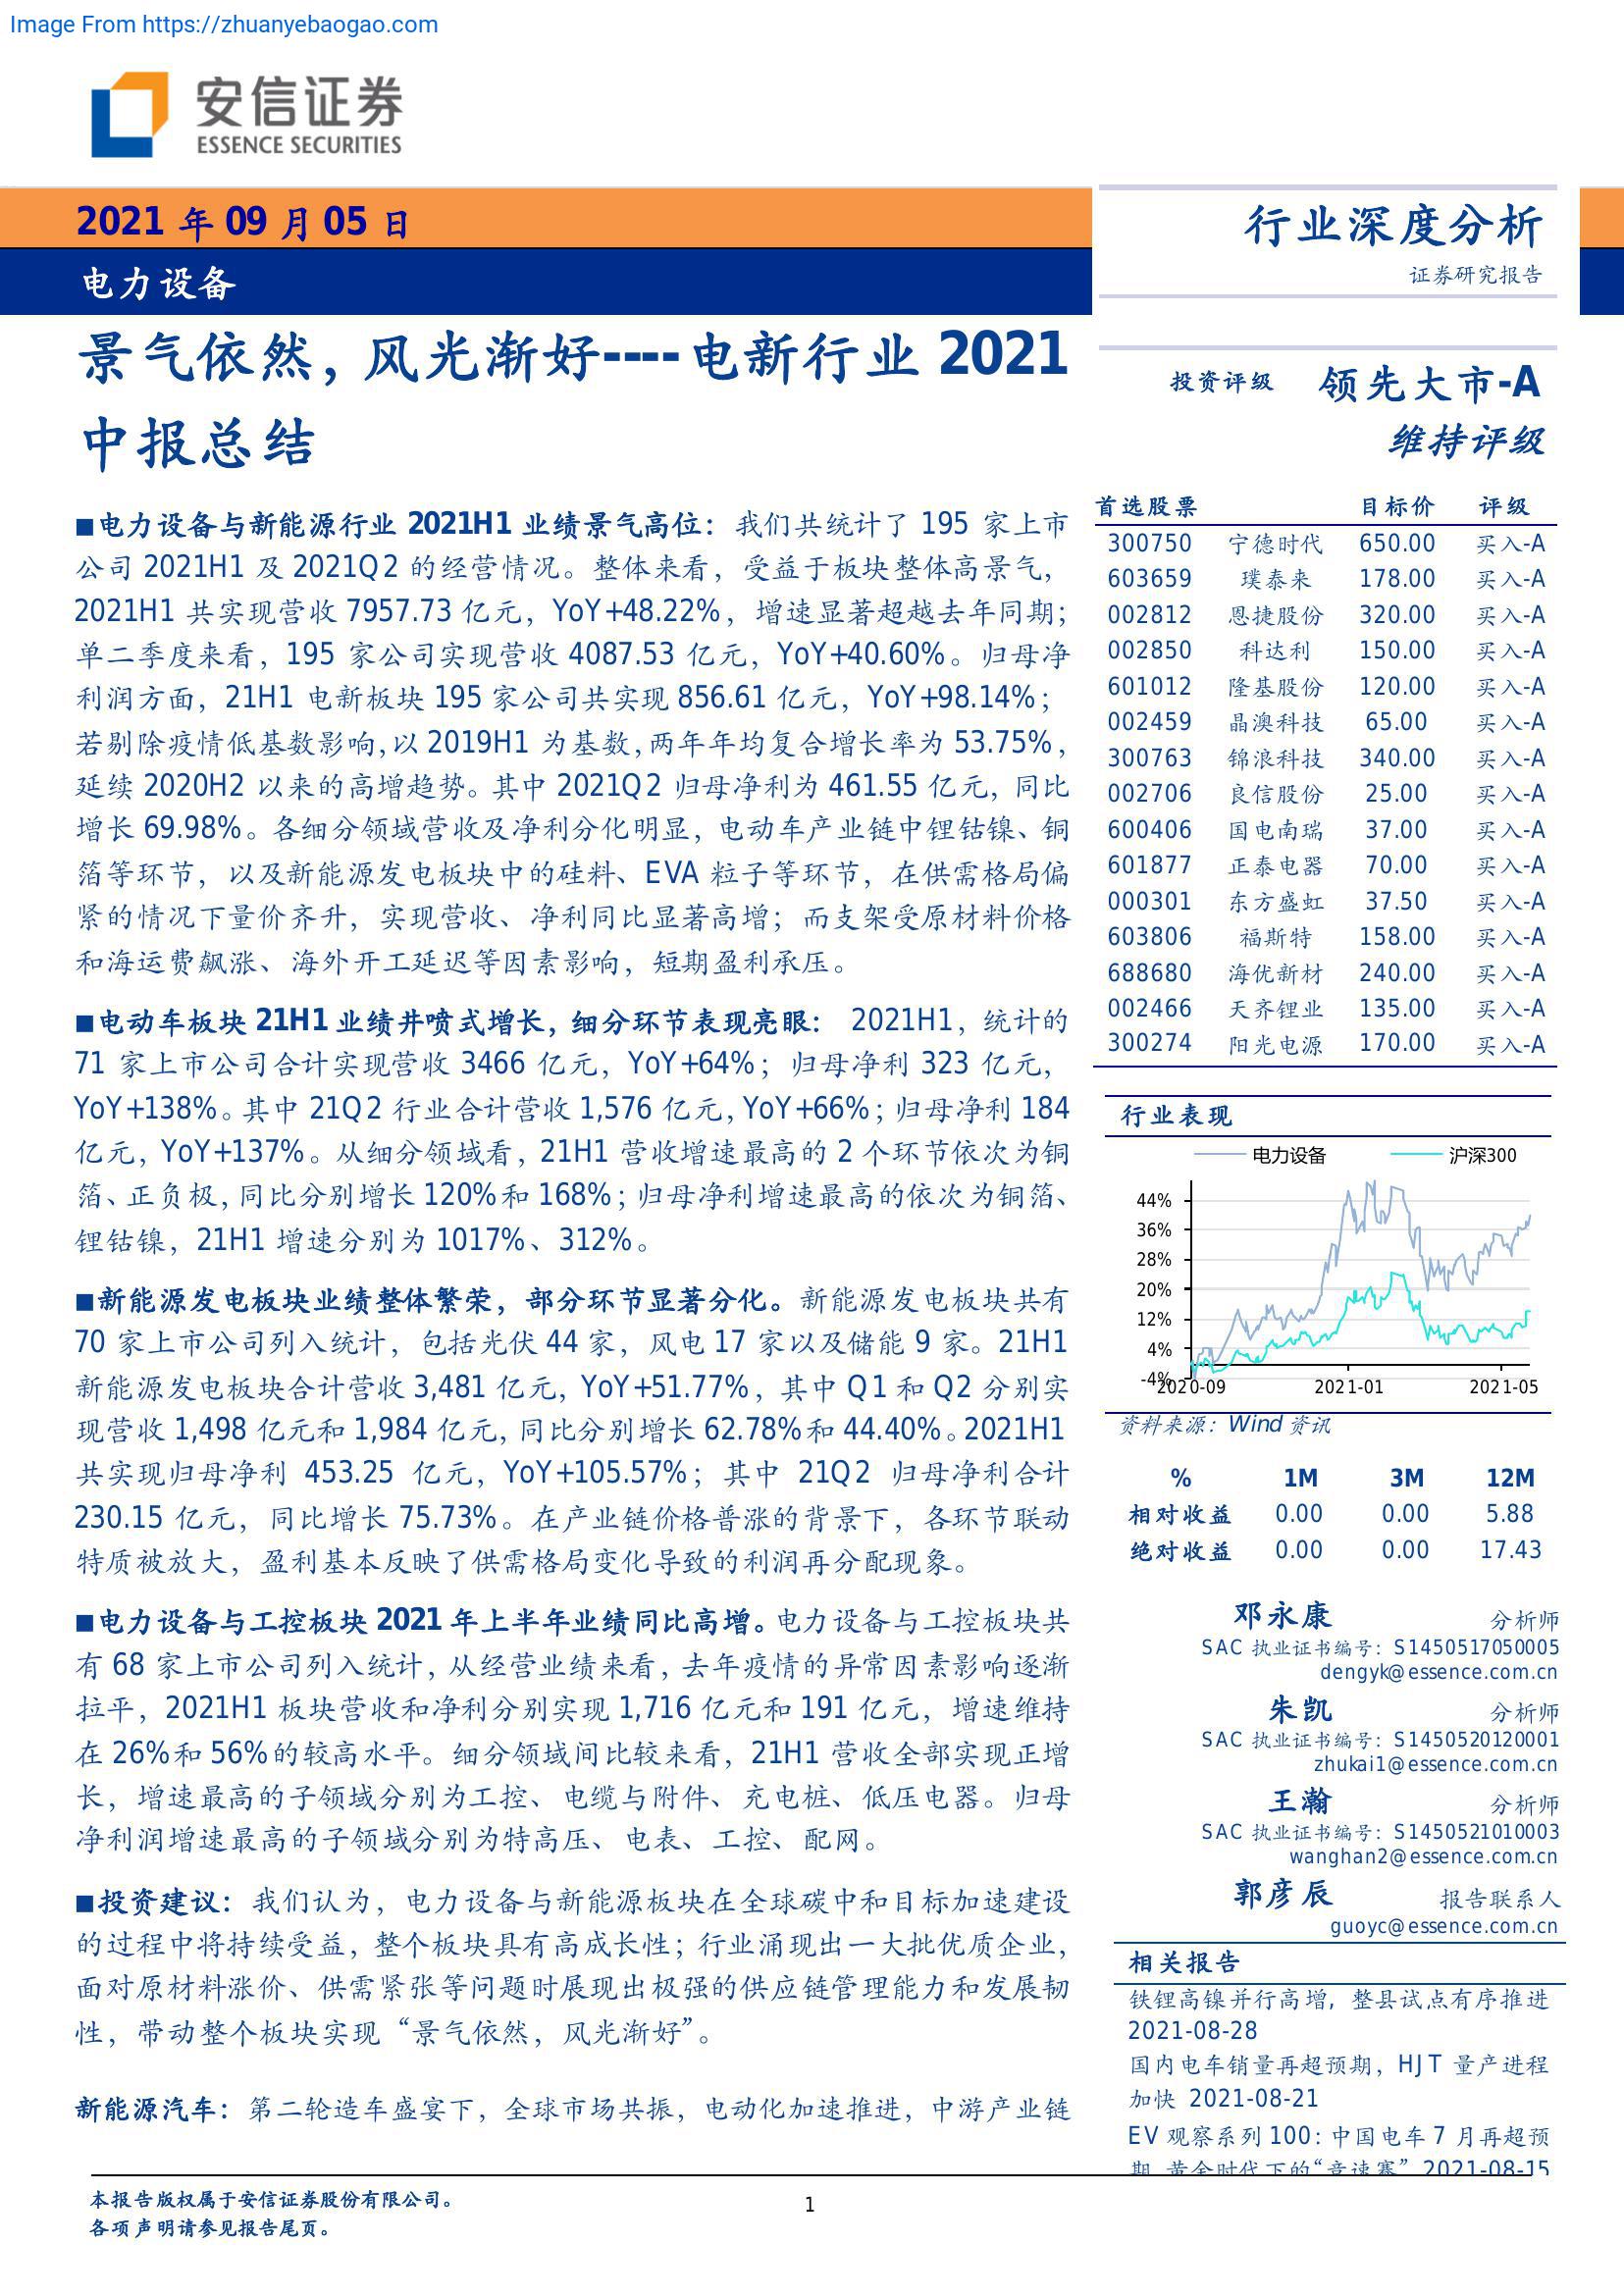 Image From https://zhuanyebaogao.com
安信证券
ESSENCE SECURITIES
2021 年 09 月 05 日
电力设备
景气依然，风光渐好----电新行业 2021
中报总结
■电力设备与新能源行业 2021H1 业绩景气高位：我们共统计了 195 家上市
公司 2021H1 及 2021Q2 的经营情况。整体来看，受益于板块整体高景气，
2021H1 共实现营收 7957.73 亿元，YoY+48.22%，增速显著超越去年同期；
单二季度来看，195 家公司实现营收 4087.53 亿元，YoY+40.60%。归母净
利润方面，21H1 电新板块 195 家公司共实现 856.61 亿元，YoY+98.14%；
若剔除疫情低基数影响，以 2019H1 为基数，两年年均复合增长率为 53.75%，
延续 2020H2 以来的高增趋势。其中 2021Q2 归母净利为 461.55 亿元，同比
增长 69.98%。各细分领域营收及净利分化明显，电动车产业链中锂钴镍、铜
箔等环节，以及新能源发电板块中的硅料、EVA 粒子等环节，在供需格局偏
紧的情况下量价齐升，实现营收、净利同比显著高增；而支架受原材料价格
和海运费飙涨、海外开工延迟等因素影响，短期盈利承压。
■电动车板块 21H1 业绩井喷式增长，细分环节表现亮眼： 2021H1，统计的
71 家上市公司合计实现营收 3466 亿元，YoY+64%；归母净利 323 亿元，
YoY+138%。其中 21Q2 行业合计营收 1,576 亿元，YoY+66%；归母净利 184
亿元，YoY+137%。从细分领域看，21H1 营收增速最高的 2 个环节依次为铜
箔、正负极，同比分别增长 120%和 168%；归母净利增速最高的依次为铜箔、
锂钴镍，21H1 增速分别为 1017%、312%。
■新能源发电板块业绩整体繁荣，部分环节显著分化。新能源发电板块共有
70 家上市公司列入统计，包括光伏 44 家，风电 17 家以及储能 9 家。21H1
新能源发电板块合计营收 3,481 亿元，YoY+51.77%，其中 Q1 和 Q2 分别实
现营收 1,498 亿元和 1,984 亿元，同比分别增长 62.78%和 44.40%。2021H1
共实现归母净利 453.25 亿元，YoY+105.57%；其中 21Q2 归母净利合计
230.15 亿元，同比增长 75.73%。在产业链价格普涨的背景下，各环节联动
特质被放大，盈利基本反映了供需格局变化导致的利润再分配现象。
■电力设备与工控板块 2021 年上半年业绩同比高增。电力设备与工控板块共
有 68 家上市公司列入统计，从经营业绩来看，去年疫情的异常因素影响逐渐
拉平，2021H1 板块营收和净利分别实现 1,716 亿元和 191 亿元，增速维持
在 26%和 56%的较高水平。细分领域间比较来看，21H1 营收全部实现正增
长，增速最高的子领域分别为工控、电缆与附件、充电桩、低压电器。归母
净利润增速最高的子领域分别为特高压、电表、工控、配网。
■投资建议：我们认为，电力设备与新能源板块在全球碳中和目标加速建设
的过程中将持续受益，整个板块具有高成长性；行业涌现出一大批优质企业，
面对原材料涨价、供需紧张等问题时展现出极强的供应链管理能力和发展韧
性，带动整个板块实现“景气依然，风光渐好”。
新能源汽车：第二轮造车盛宴下，全球市场共振，电动化加速推进，中游产业链
行业深度分析
证券研究报告
投资评级 领先大市-A
维持评级
首选股票 目标价 评级
300750 宁德时代 650.00 买入-A
603659 璞泰来 178.00 买入-A
002812 恩捷股份 320.00 买入-A
002850 科达利 150.00 买入-A
601012 隆基股份 120.00 买入-A
002459 晶澳科技 65.00 买入-A
300763 锦浪科技 340.00 买入-A
002706 良信股份 25.00 买入-A
600406 国电南瑞 37.00 买入-A
601877 正泰电器 70.00 买入-A
000301 东方盛虹 37.50 买入-A
603806 福斯特 158.00 买入-A
688680 海优新材 240.00 买入-A
002466 天齐锂业 135.00 买入-A
300274 阳光电源 170.00 买入-A
行业表现
电力设备 沪深300
44%
36%
28%
20%
12%
4%
-4%
2020-09 2021-01 2021-05
资料来源：Wind 资讯
% 1M 3M 12M
相对收益 0.00 0.00 5.88
绝对收益 0.00 0.00 17.43
邓永康 分析师
SAC 执业证书编号：S1450517050005
dengyk@essence.com.cn
朱凯 分析师
SAC 执业证书编号：S1450520120001
zhukai1@essence.com.cn
王瀚 分析师
SAC 执业证书编号：S1450521010003
wanghan2@essence.com.cn
郭彦辰 报告联系人
guoyc@essence.com.cn
相关报告
铁锂高镍并行高增，整县试点有序推进
2021-08-28
国内电车销量再超预期，HJT 量产进程
加快 2021-08-21
EV 观察系列 100：中国电车 7 月再超预
期 黄金时代下的“竞速赛” 2021-08-15
本报告版权属于安信证券股份有限公司。
各项声明请参见报告尾页。
1